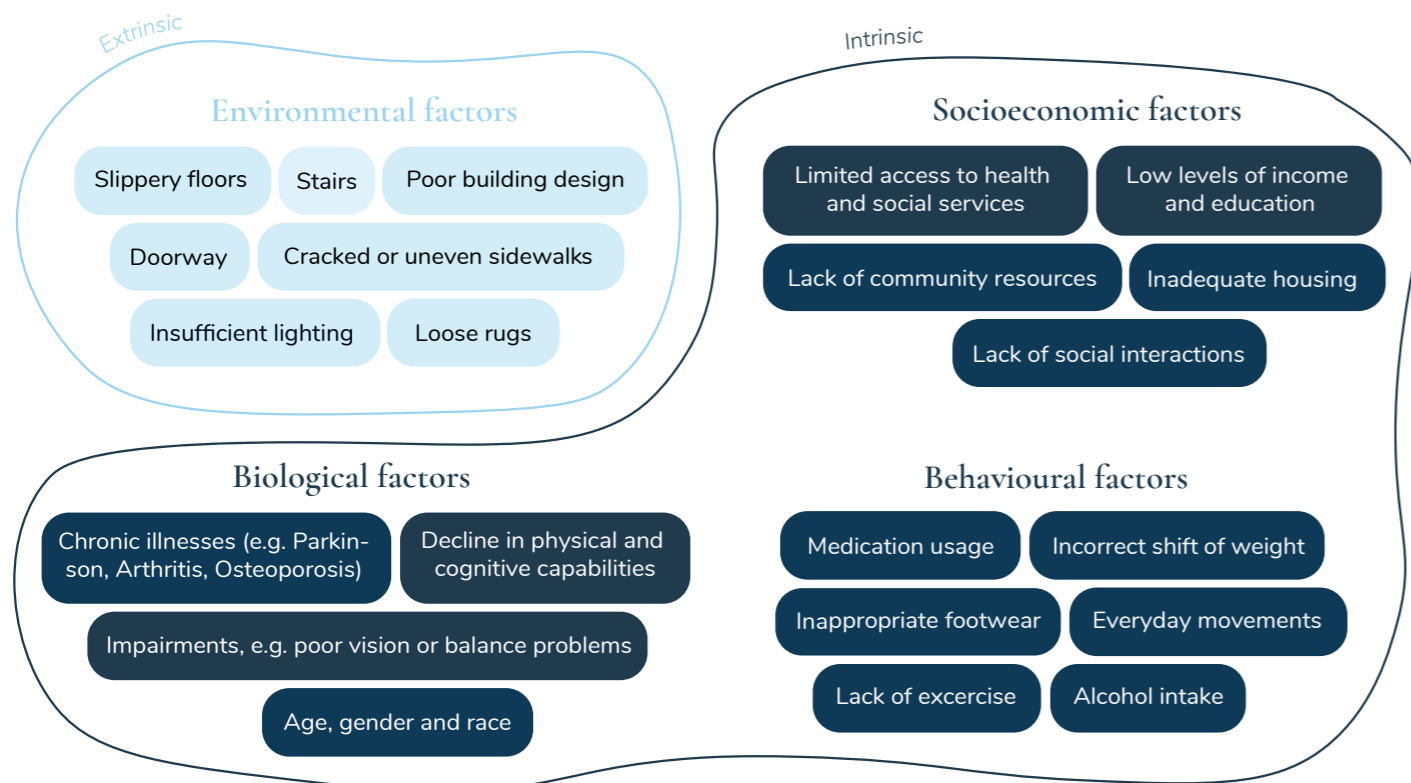 Extrinsic
Environmental factors
Slippery floors
Stairs
Poor building design
Doorway
Cracked or uneven sidewalks
Insufficient lighting
Loose rugs
Intrinsic
Socioeconomic factors
Limited access to health
and social services
Low levels of income
and education
Lack of community resources
Inadequate housing
Lack of social interactions
Biological factors
Chronic illnesses (e.g. Parkin-
son, Arthritis, Osteoporosis)
Decline in physical and
cognitive capabilities
Impairments, e.g. poor vision or balance problems
Age, gender and race
Behavioural factors
Medication usage
Incorrect shift of weight
Inappropriate footwear
Everyday movements
Lack of excercise
Alcohol intake